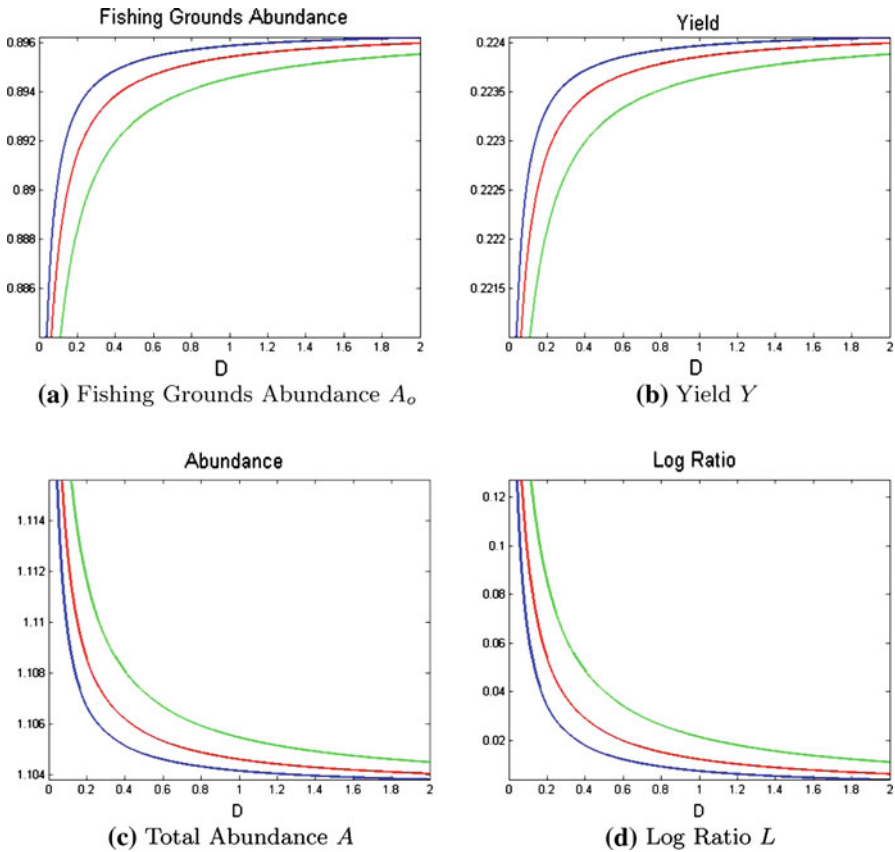 Fishing Grounds Abundance
0.896
0.894
0.892
0.89
0.888
0.886
0 0.2 0.4 0.6 0.8 1 1.2 1.4 1.6 1.8 2
D
(a) Fishing Grounds Abundance Ao
Yield
0.224
0.2235
0.223
0.2225
0.222
0.2215
0 0.2 0.4 0.6 0.8 1 1.2 1.4 1.6 1.8 2
D
(b) Yield Y
Abundance
1.114
1.112
1.11
1.108
1.106
1.104
0 0.2 0.4 0.6 0.8 1 1.2 1.4 1.6 1.8 2
D
(c) Total Abundance A
Log Ratio
0.12
0.1
0.08
0.06
0.04
0.02
0 0.2 0.4 0.6 0.8 1 1.2 1.4 1.6 1.8 2
D
(d) Log Ratio L